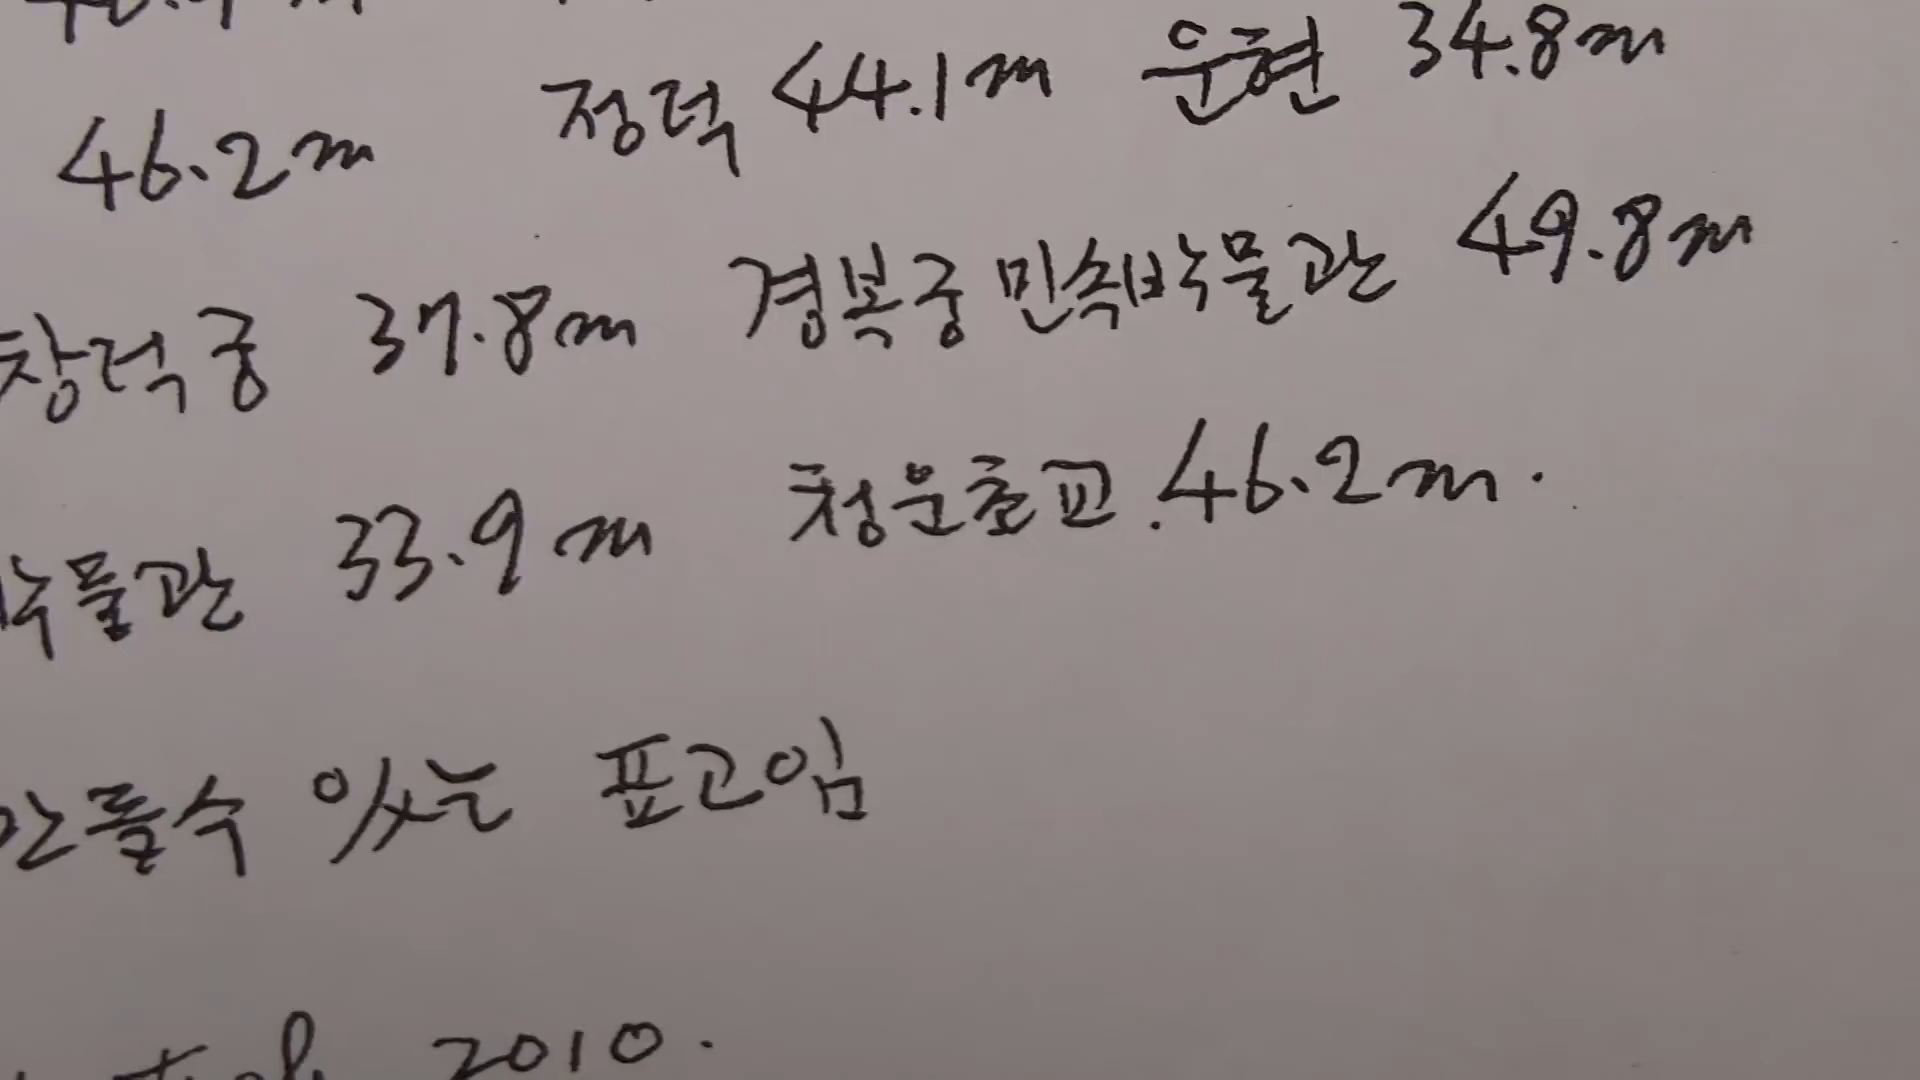 46.2m 정덕 44.1m 운현 34.8m
창덕궁 37.8m 경복궁 민속박물관 49.8m
물관 33.9m 청운초교. 46.2m.
들수 있는 표고임
2010.